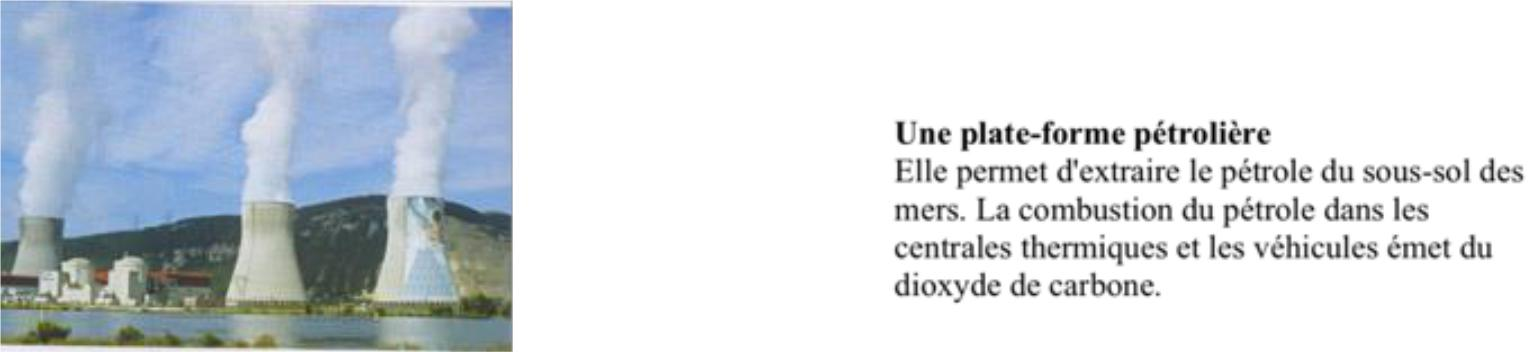 Une plate-forme pétrolière
Elle permet d'extraire le pétrole du sous-sol des
mers. La combustion du pétrole dans les
centrales thermiques et les véhicules émet du
dioxyde de carbone.